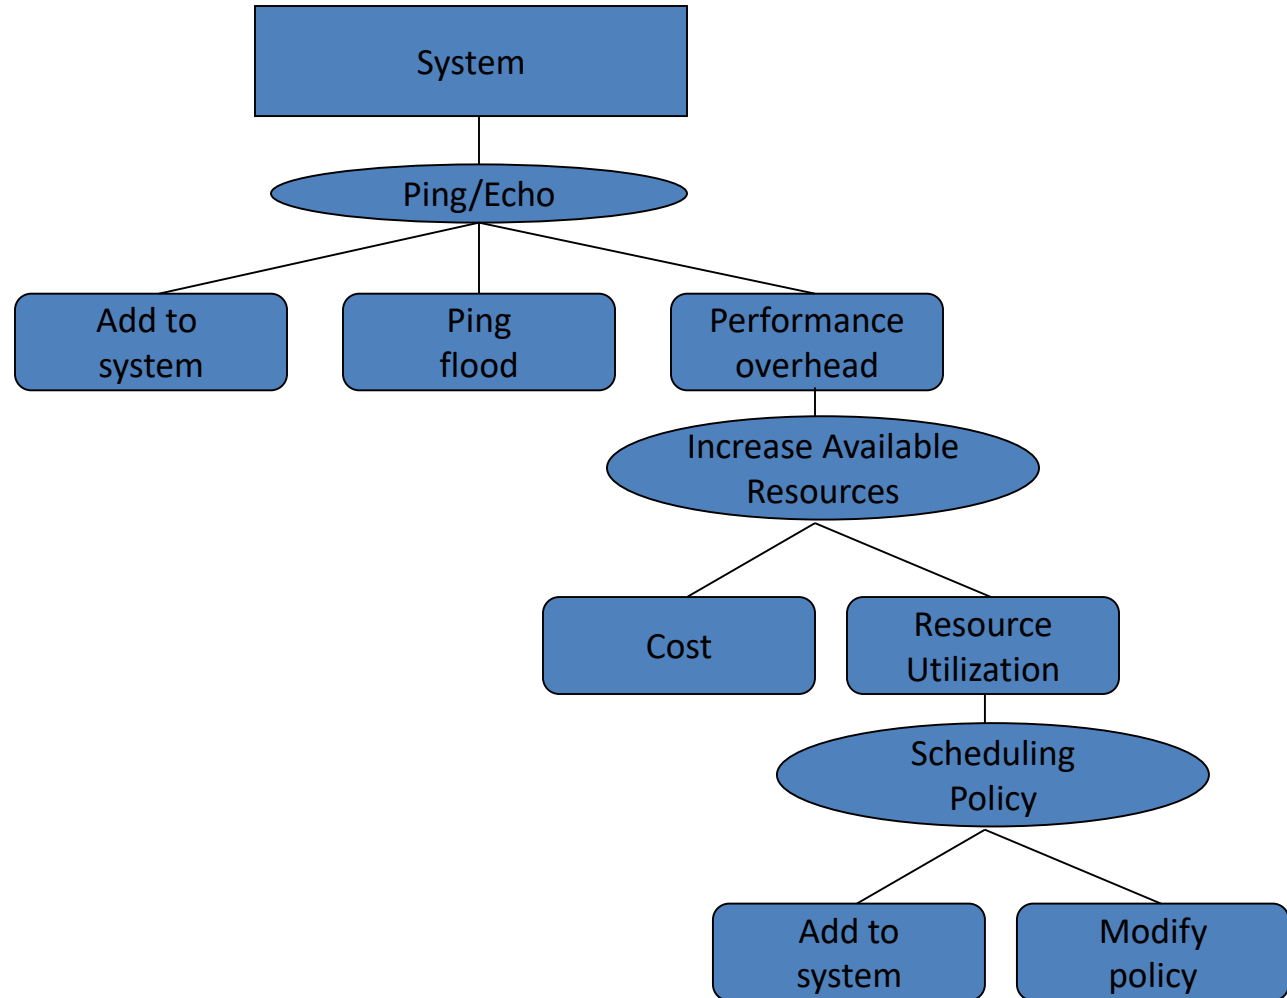 System
Ping/Echo
Add to
system
Ping
flood
Performance
overhead
Increase Available
Resources
Cost
Resource
Utilization
Scheduling
Policy
Add to
system
Modify
policy